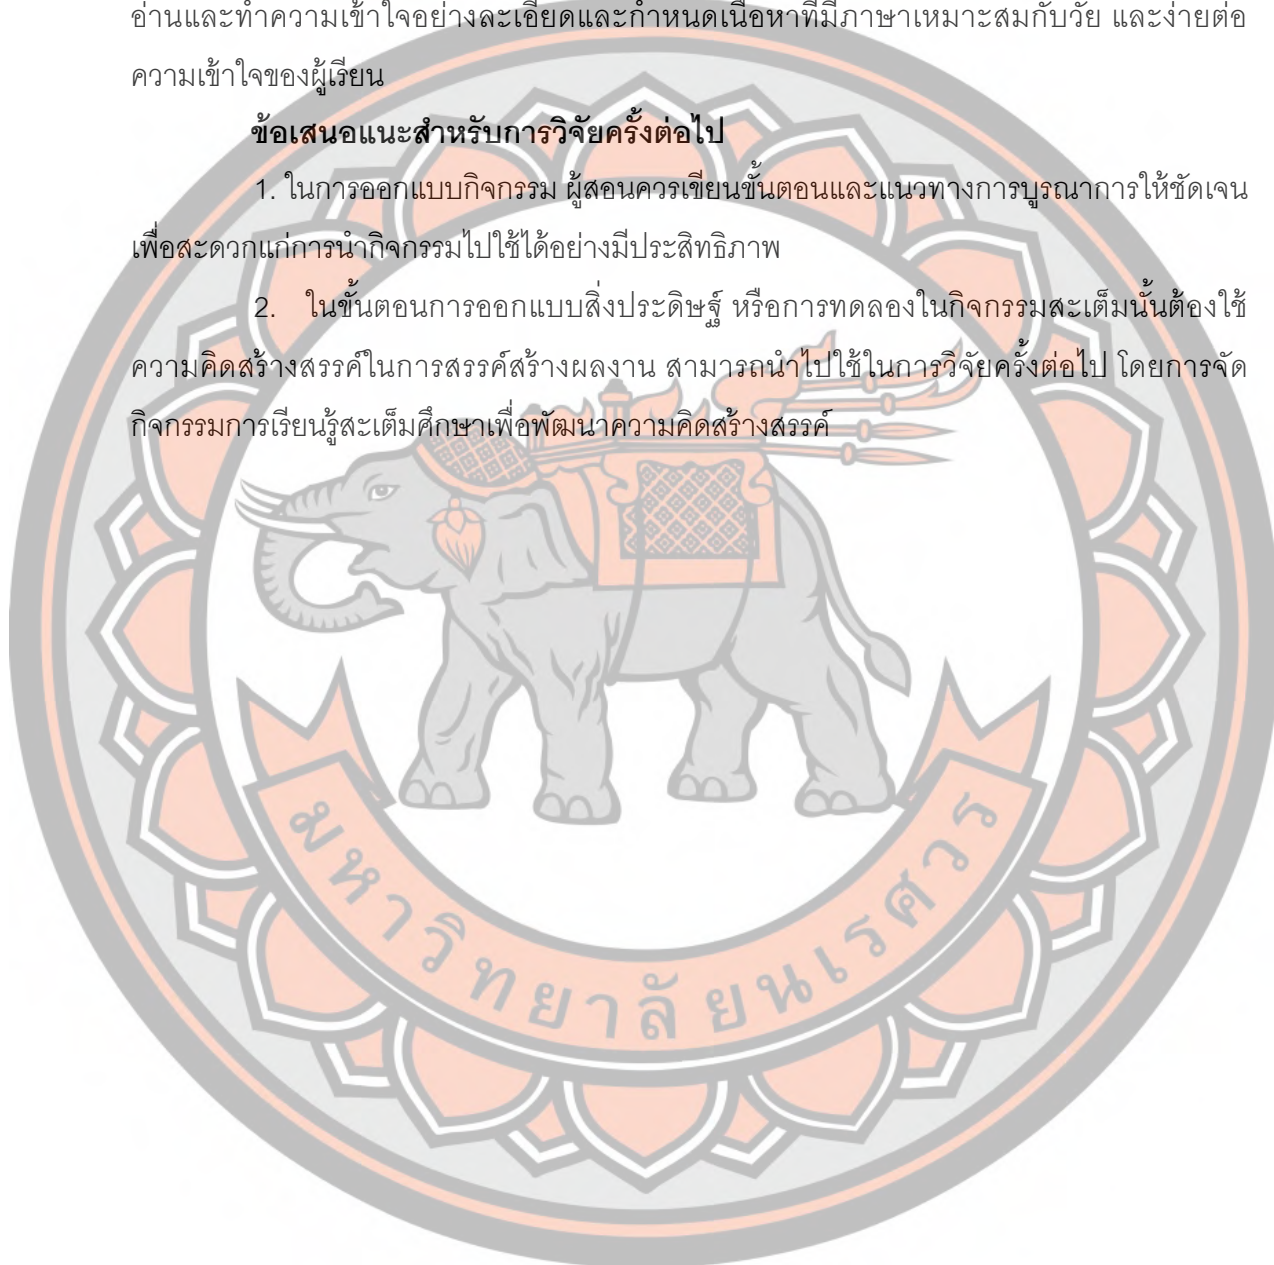 อ่านและทำความเข้าใจอย่างละเอียดและกำหนดเนื้อหาที่มีภาษาเหมาะสมกับวัย และง่ายต่อ
ความเข้าใจของผู้เรียน
ข้อเสนอแนะสำหรับการวิจัยครั้งต่อไป
1. ในการออกแบบกิจกรรม ผู้สอนควรเขียนขั้นตอนและแนวทางการบูรณาการให้ชัดเจน
เพื่อสะดวกแก่การนำกิจกรรมไปใช้ได้อย่างมีประสิทธิภาพ
2. ในขั้นตอนการออกแบบสิ่งประดิษฐ์ หรือการทดลองในกิจกรรมสะเต็มนั้นต้องใช้
ความคิดสร้างสรรค์ในการสรรค์สร้างผลงาน สามารถนำไปใช้ในการวิจัยครั้งต่อไป โดยการจัด
กิจกรรมการเรียนรู้สะเต็มศึกษาเพื่อพัฒนาความคิดสร้างสรรค์
มหาวิทยาลัยนเรศวร